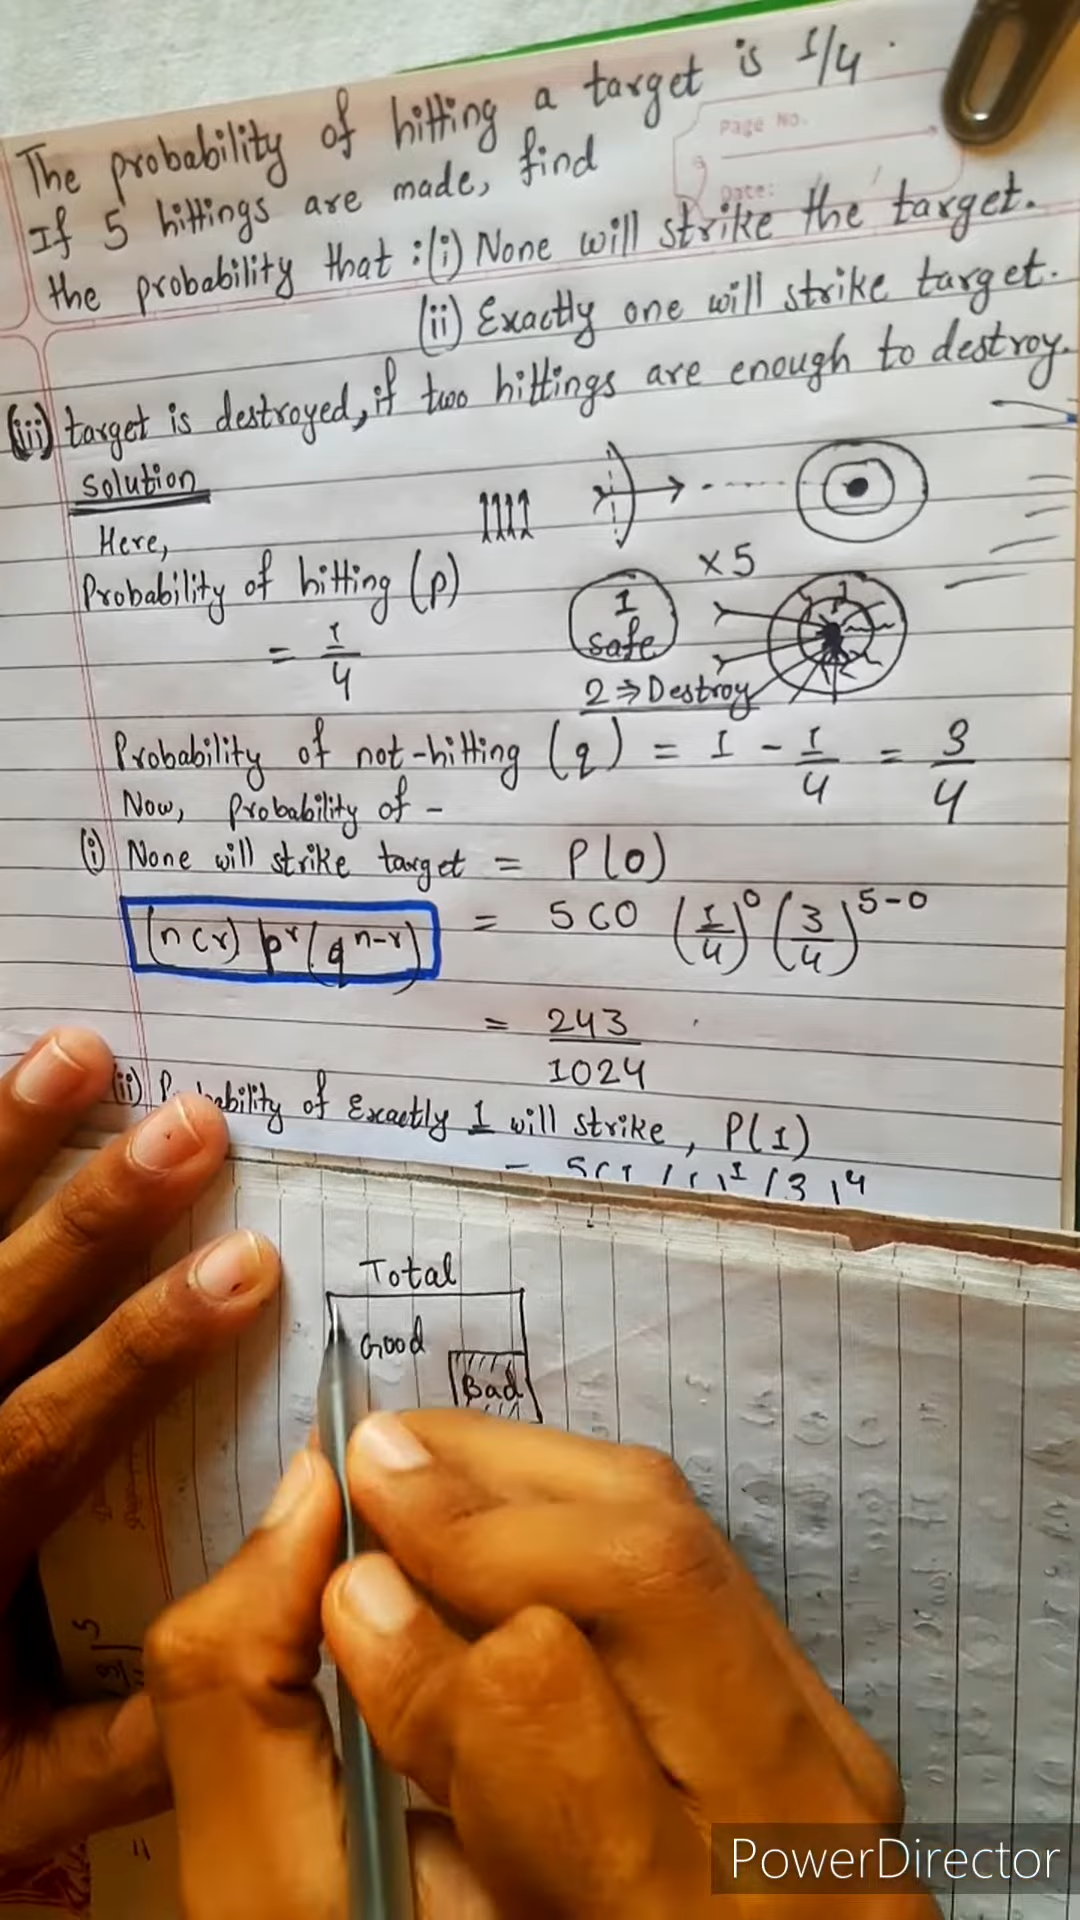 The probability of hitting a target is 1/4.
Page No.
If 5 hittings are made, find
Date:
the probability that :(i) None will strike the target.
(ii) Exactly one will strike target.
(iii) target is destroyed, if two hittings are enough to destroy.
Solution
Here,
Probability of hitting (p)
= 1/4
×5
1
safe
2 ⇒ Destroy
Probability of not-hitting (q) = 1 - 1/4 = 3/4
Now, Probability of -
(i) None will strike target = P(0)
(nCr) p^r (q^n-r) = 5C0 (1/4)^0 (3/4)^5-0
= 243/1024
(ii) Probability of Exactly 1 will strike, P(1)
Total
Good
Bad
PowerDirector